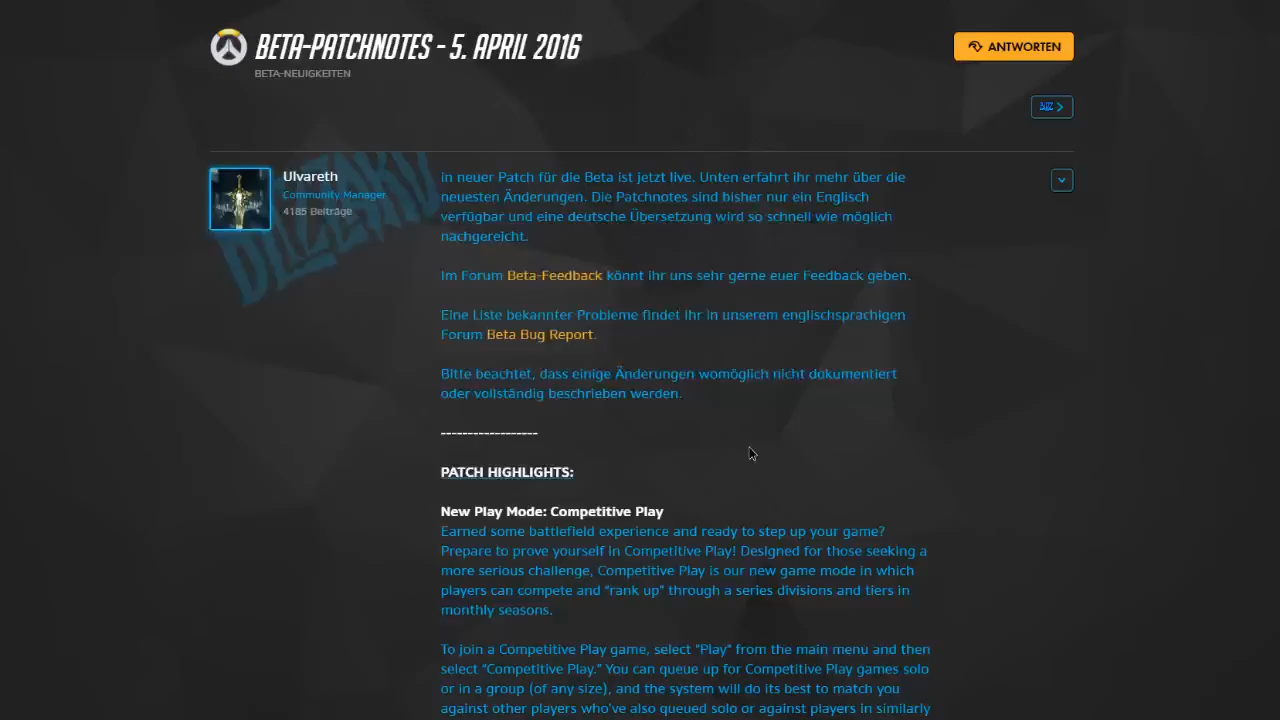 BETA-PATCHNOTES - 5. APRIL 2016
BETA-NEUIGKEITEN
ANTWORTEN
BLIZZARD
Ulvareth
Community Manager
4185 Beiträge
in neuer Patch für die Beta ist jetzt live. Unten erfahrt ihr mehr über die
neuesten Änderungen. Die Patchnotes sind bisher nur ein Englisch
verfügbar und eine deutsche Übersetzung wird so schnell wie möglich
nachgereicht.
Im Forum Beta-Feedback könnt ihr uns sehr gerne euer Feedback geben.
Eine Liste bekannter Probleme findet ihr in unserem englischsprachigen
Forum Beta Bug Report.
Bitte beachtet, dass einige Änderungen womöglich nicht dokumentiert
oder vollständig beschrieben werden.
------------------
PATCH HIGHLIGHTS:
New Play Mode: Competitive Play
Earned some battlefield experience and ready to step up your game?
Prepare to prove yourself in Competitive Play! Designed for those seeking a
more serious challenge, Competitive Play is our new game mode in which
players can compete and “rank up” through a series divisions and tiers in
monthly seasons.
To join a Competitive Play game, select "Play" from the main menu and then
select “Competitive Play.” You can queue up for Competitive Play games solo
or in a group (of any size), and the system will do its best to match you
against other players who've also queued solo or against players in similarly